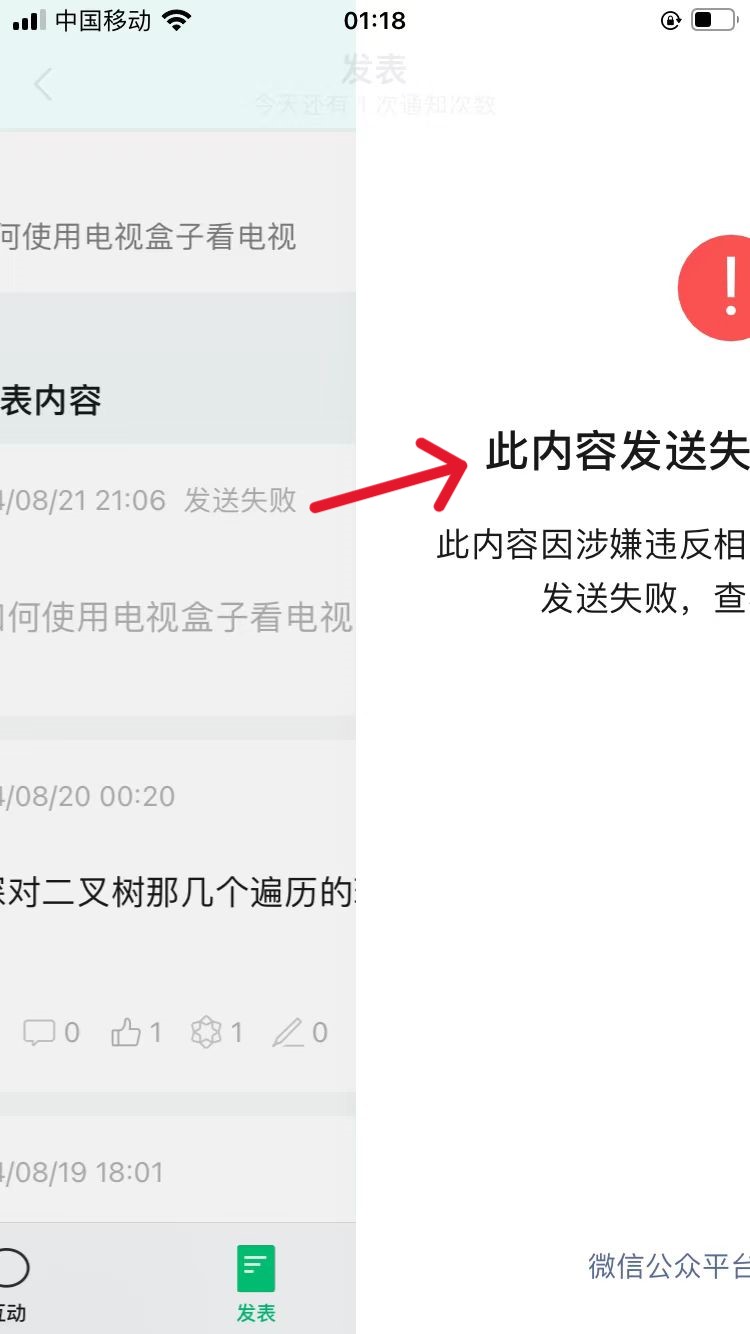 中国移动
01:18
发表
今天还有 1 次通知次数
何使用电视盒子看电视
表内容
/08/21 21:06 发送失败
何使用电视盒子看电视
/08/20 00:20
对二叉树那几个遍历的
0 1 1 0
/08/19 18:01
互动
发表
此内容发送失
此内容因涉嫌违反相
发送失败，查
微信公众平台